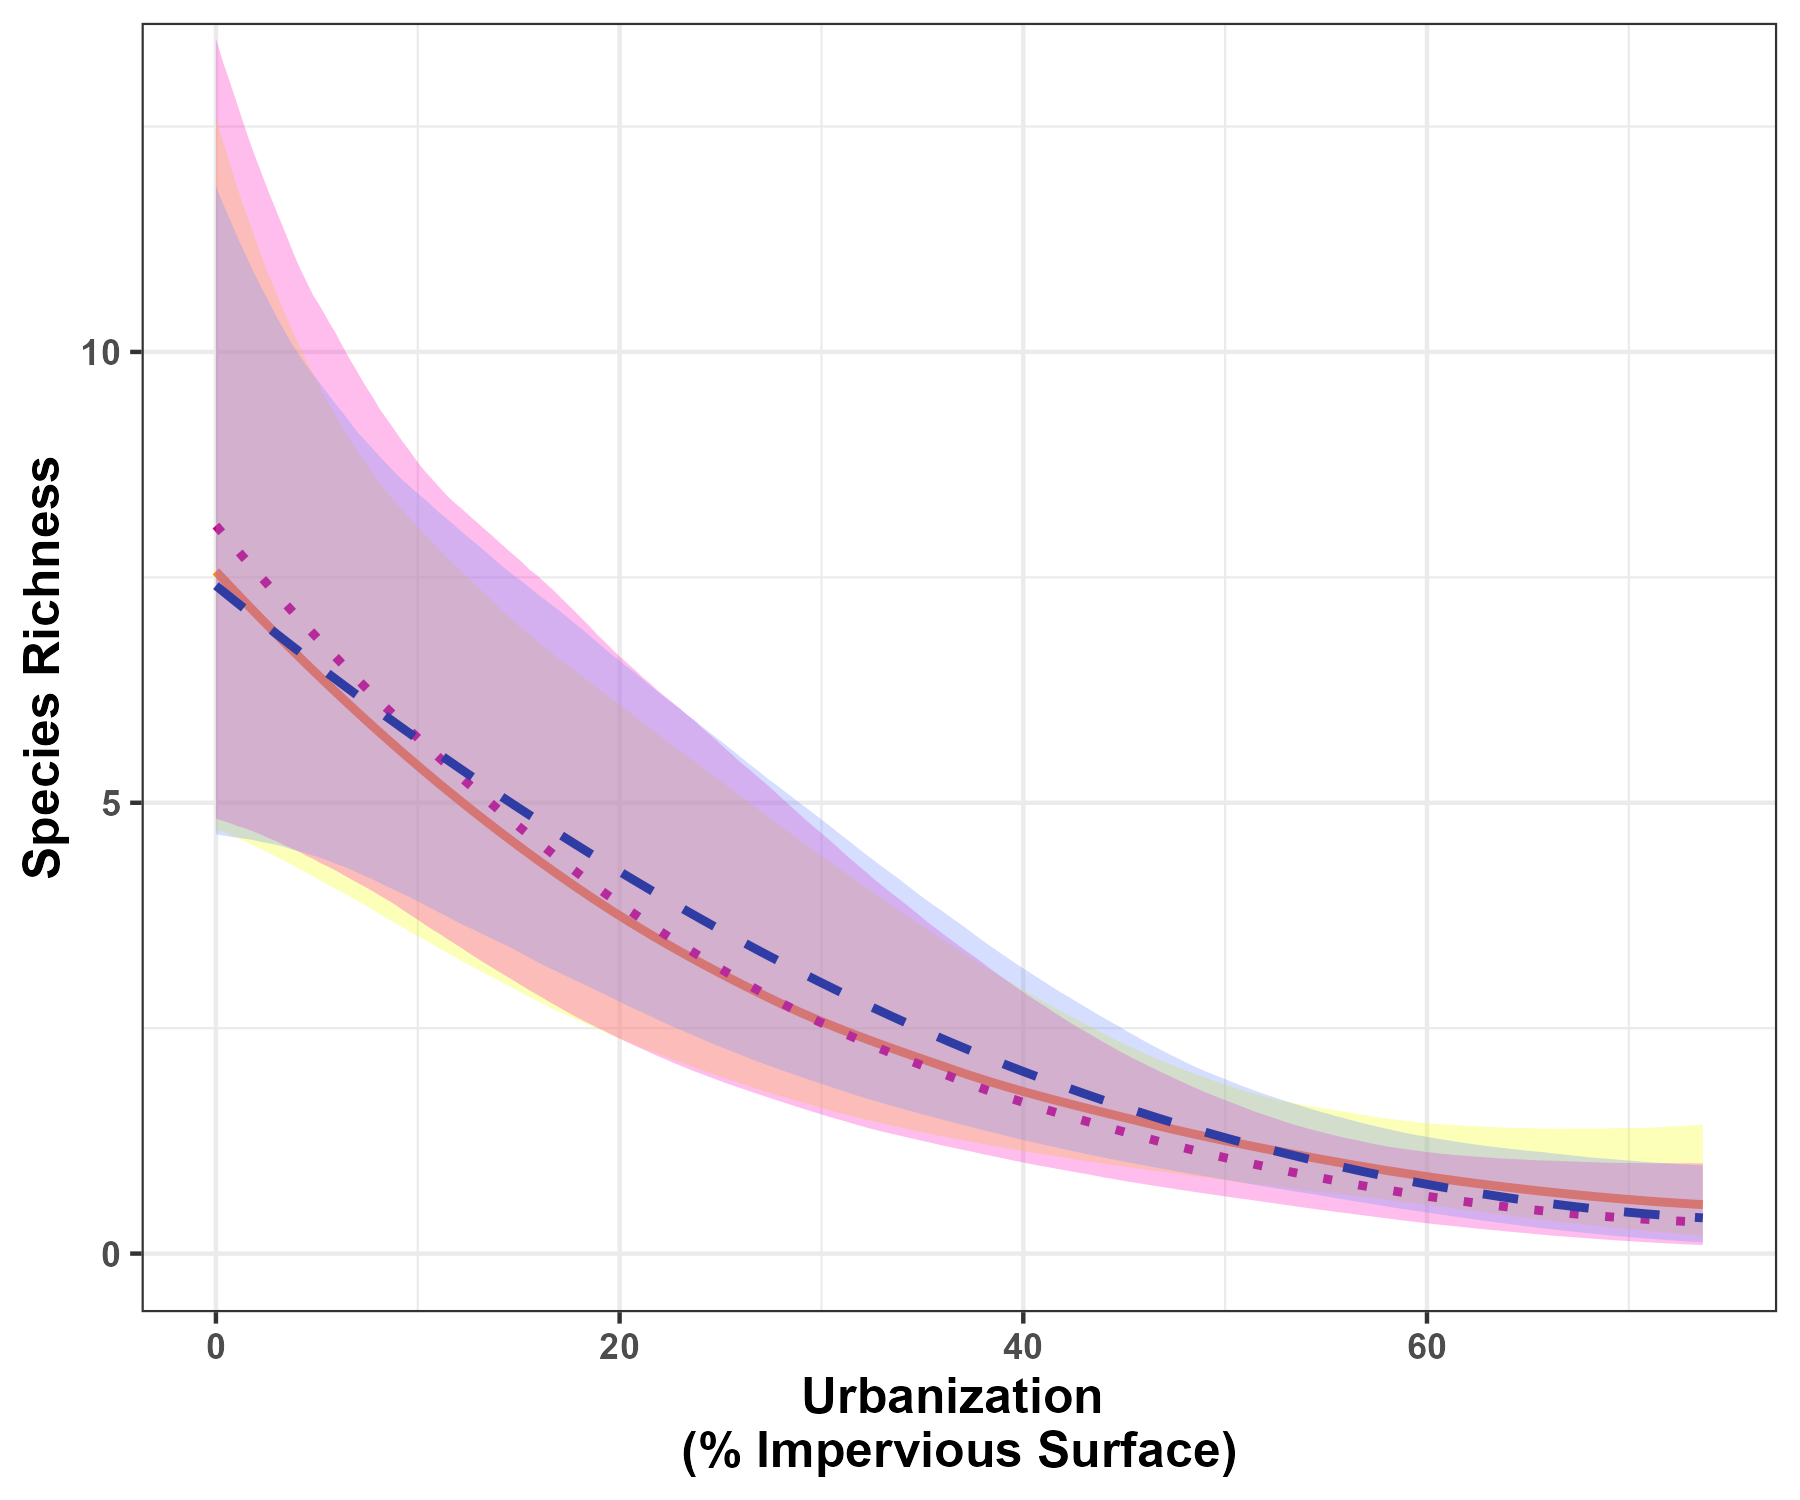 Species Richness
10
5
0
0 20 40 60
Urbanization
(% Impervious Surface)